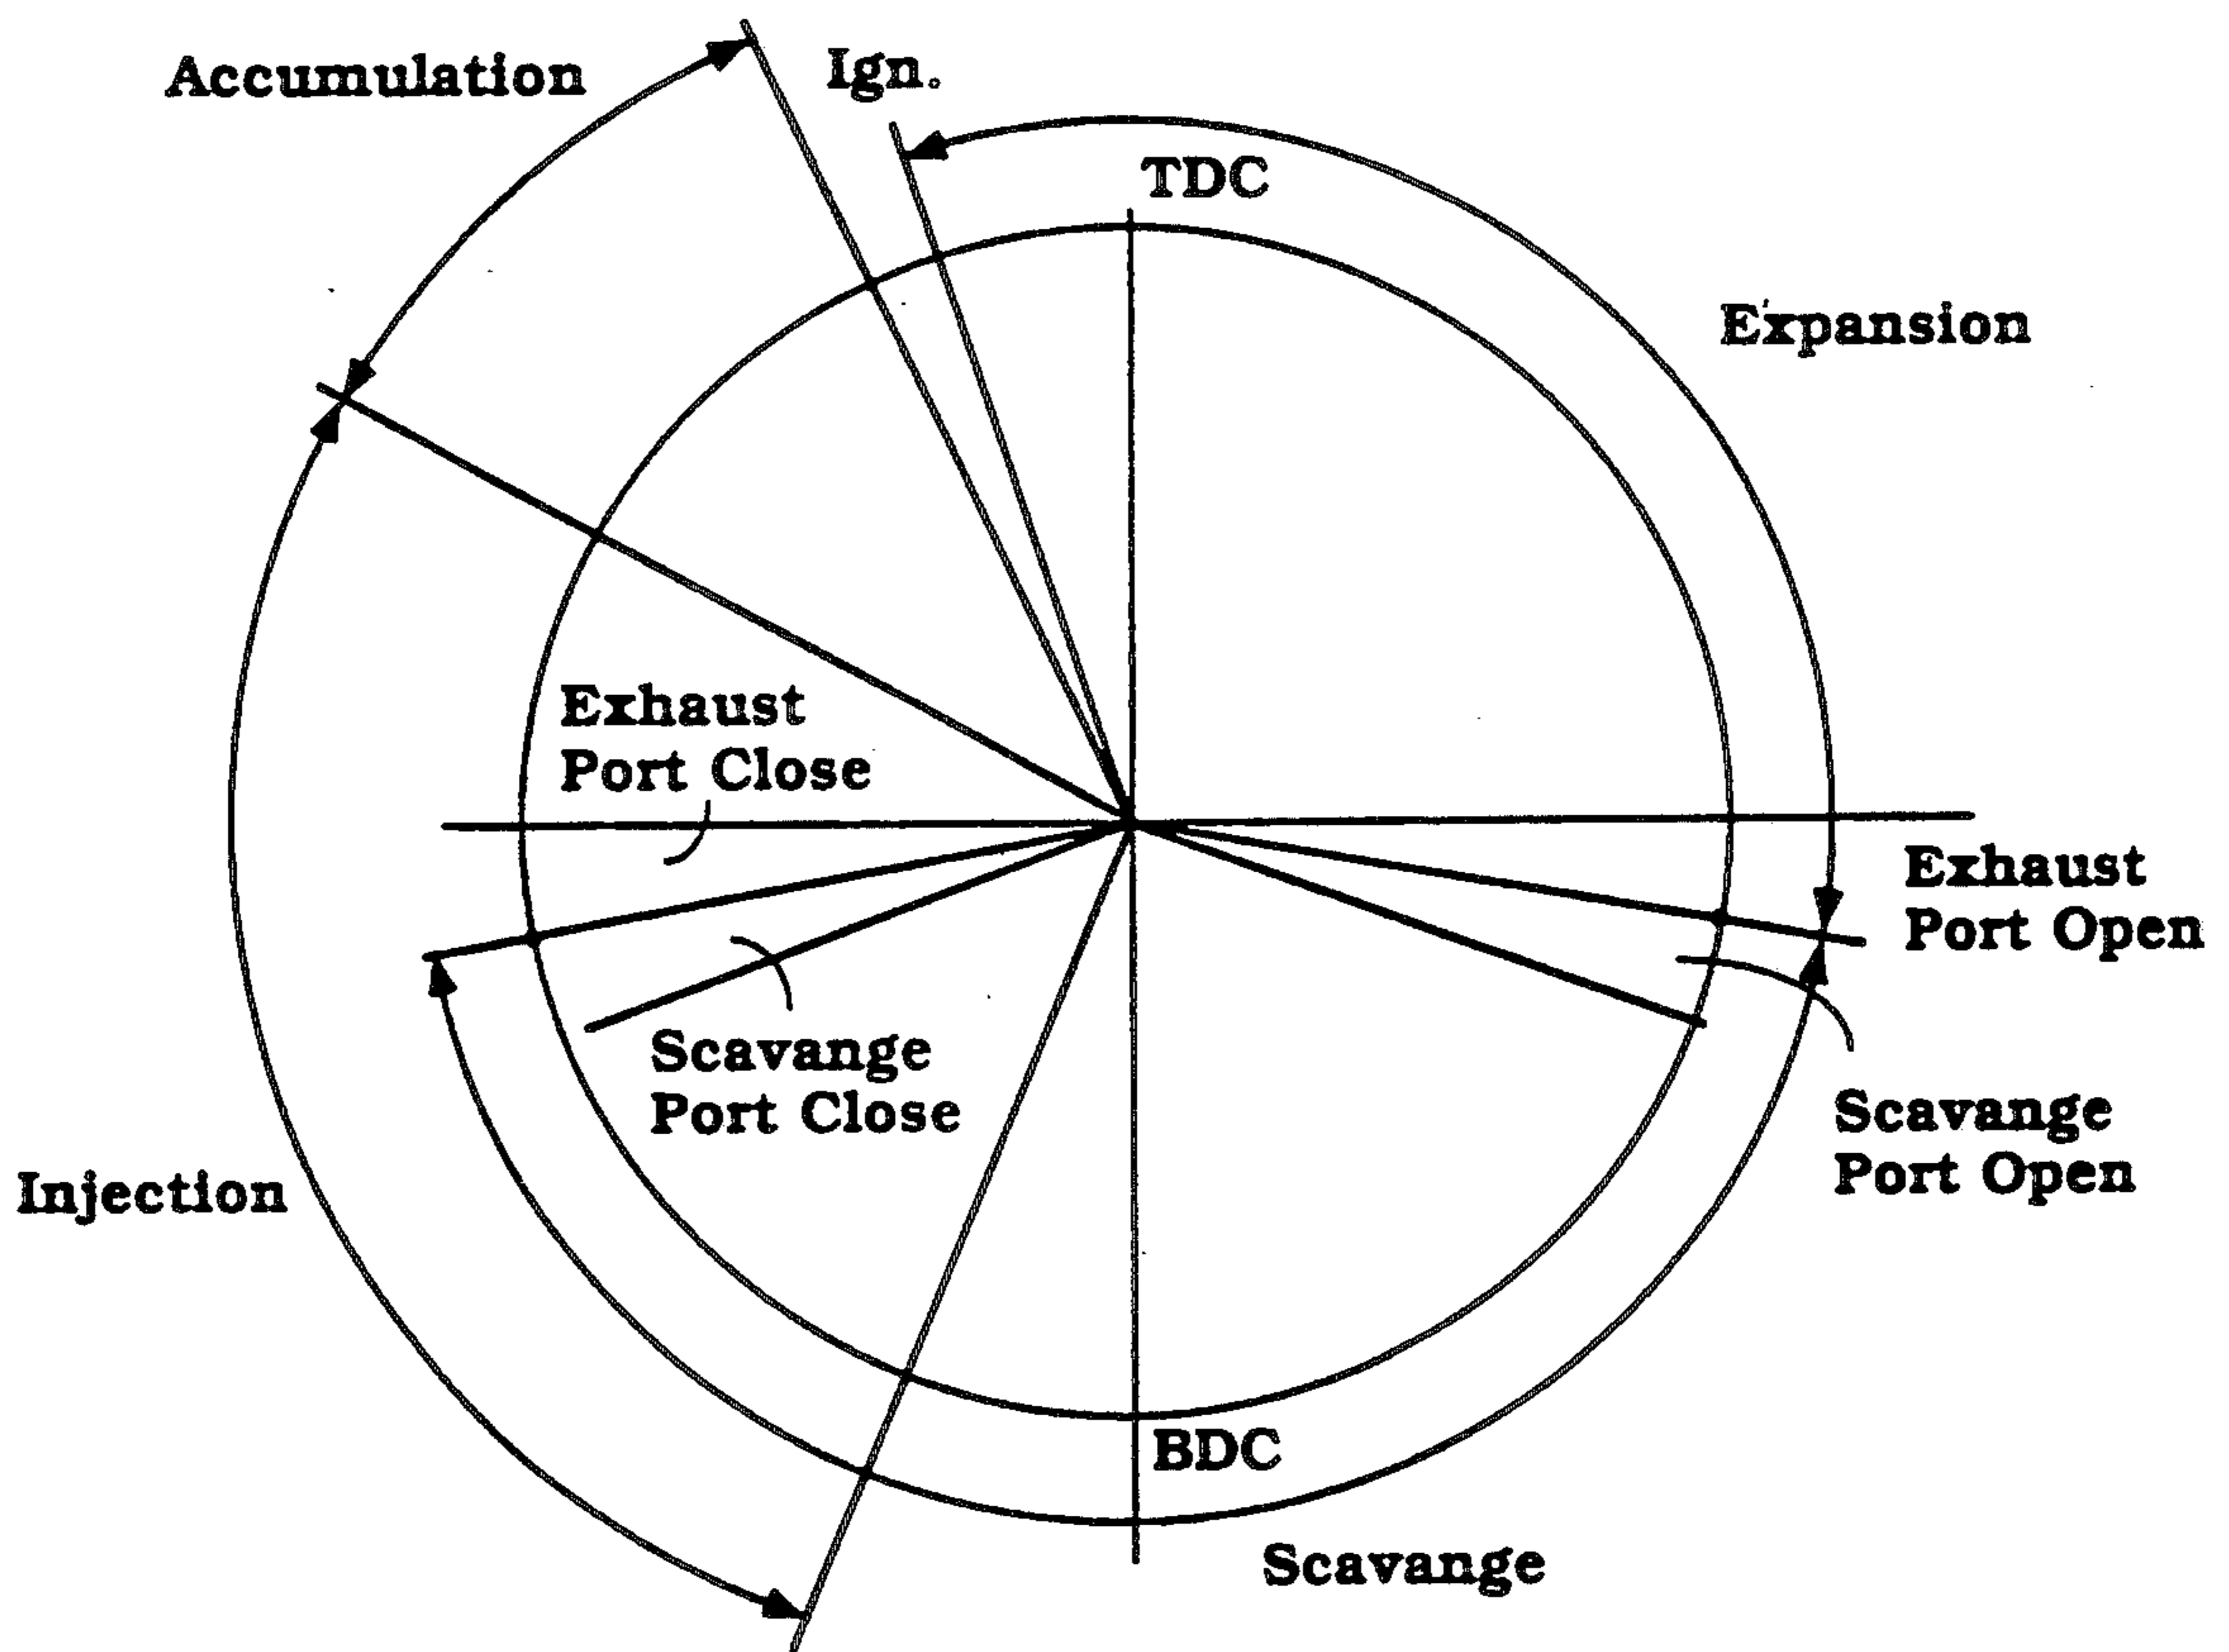 Accumulation
Ign.
TDC
Expansion
Exhaust
Port Close
Exhaust
Port Open
Scavange
Port Close
Scavange
Port Open
Injection
BDC
Scavange